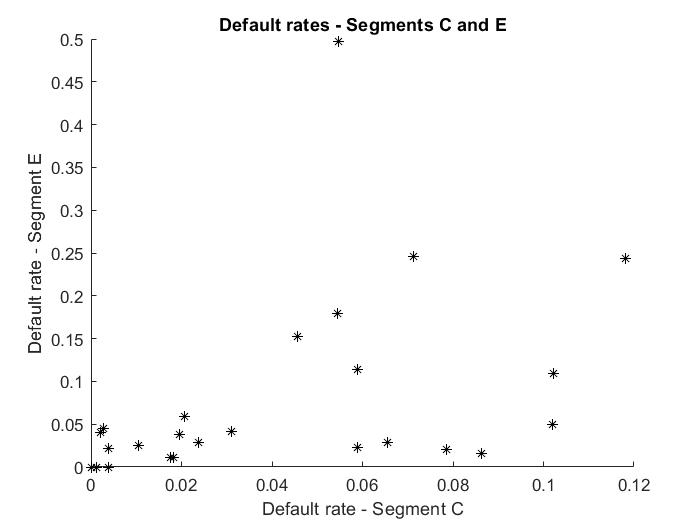 Default rates - Segments C and E
0.5
0.45
0.4
0.35
0.3
0.25
0.2
0.15
0.1
0.05
0
Default rate - Segment E
0 0.02 0.04 0.06 0.08 0.1 0.12
Default rate - Segment C